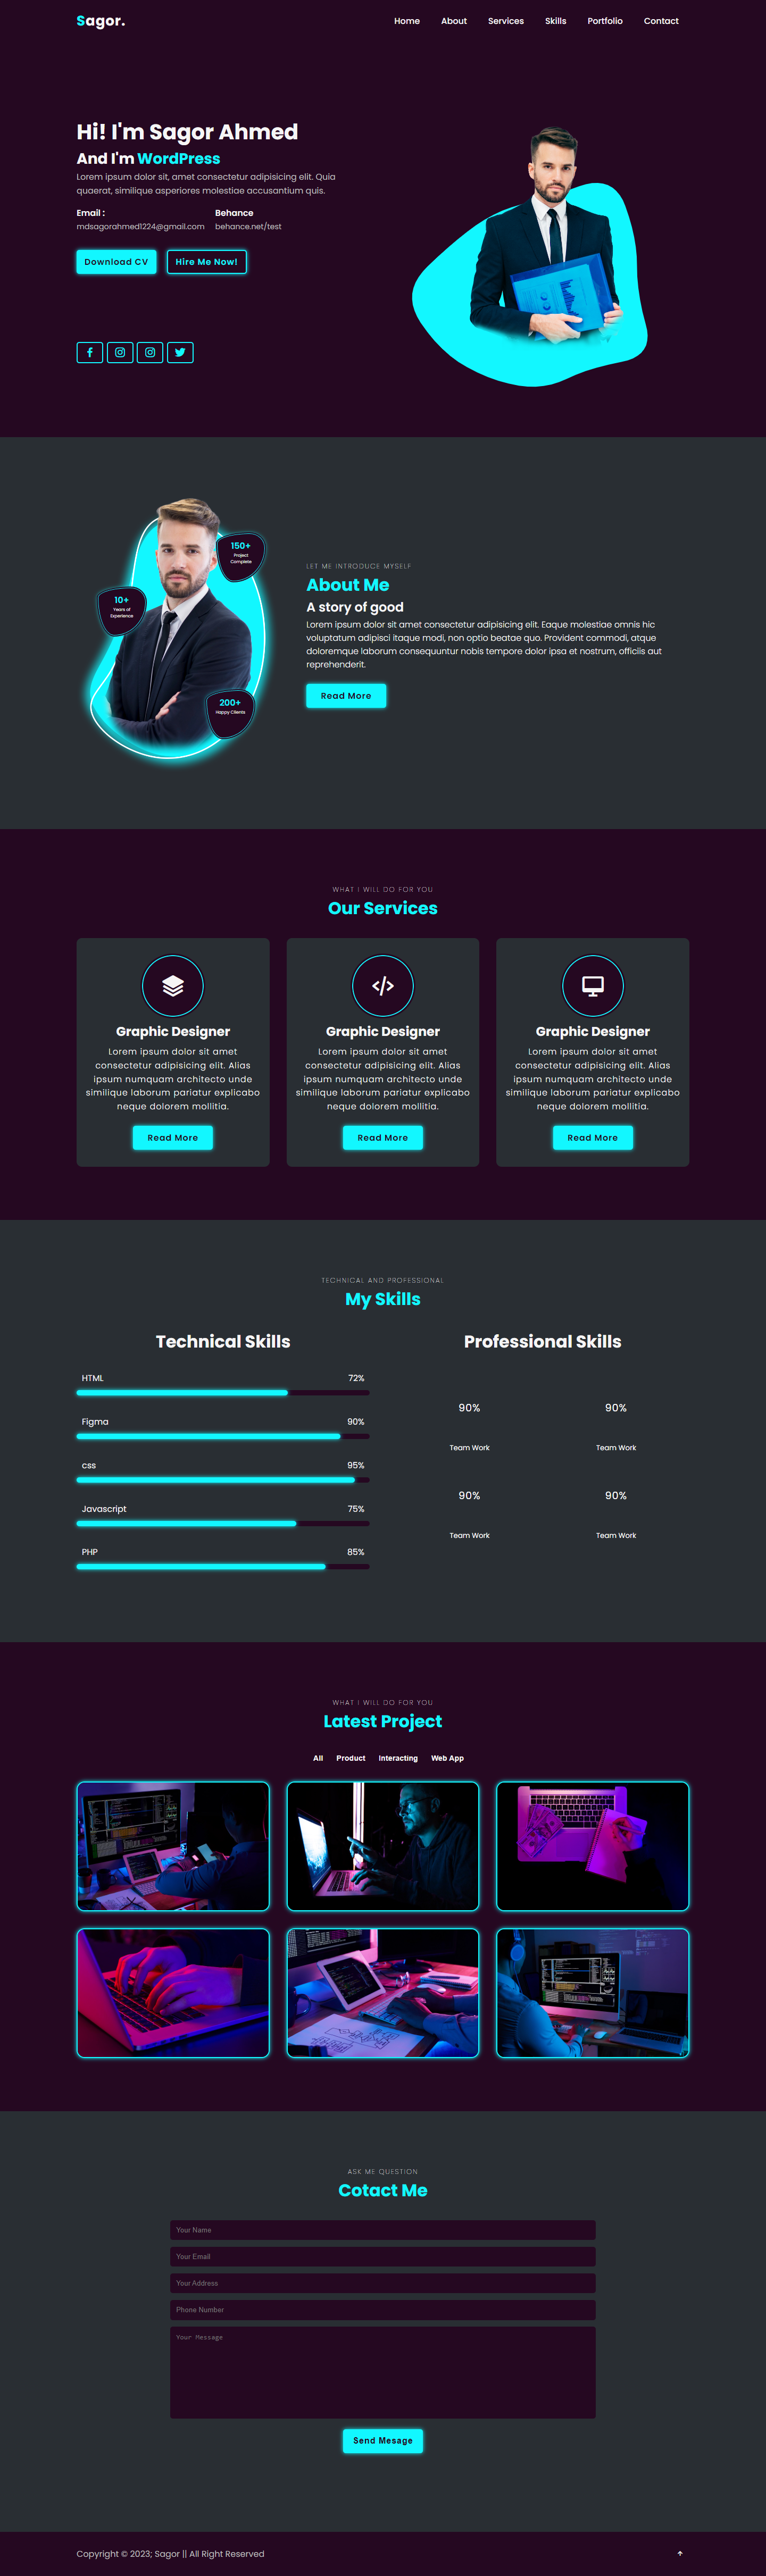 Sagor.
Home About Services Skills Portfolio Contact
Hi! I'm Sagor Ahmed
And I'm WordPress
Lorem ipsum dolor sit, amet consectetur adipisicing elit. Quia
quaerat, similique asperiores molestiae accusantium quis.
Email : Behance
mdsagorahmed1224@gmail.com behance.net/test
Download CV Hire Me Now!
150+
Project
Complete
10+
Years of
Experience
200+
Happy Clients
LET ME INTRODUCE MYSELF
About Me
A story of good
Lorem ipsum dolor sit amet consectetur adipisicing elit. Eaque molestiae omnis hic
voluptatum adipisci itaque modi, non optio beatae quo. Provident commodi, atque
doloremque laborum consequuntur nobis tempore dolor ipsa et nostrum, officiis aut
reprehenderit.
Read More
WHAT I WILL DO FOR YOU
Our Services
Graphic Designer
Lorem ipsum dolor sit amet
consectetur adipisicing elit. Alias
ipsum numquam architecto unde
similique laborum pariatur explicabo
neque dolorem mollitia.
Read More
Graphic Designer
Lorem ipsum dolor sit amet
consectetur adipisicing elit. Alias
ipsum numquam architecto unde
similique laborum pariatur explicabo
neque dolorem mollitia.
Read More
Graphic Designer
Lorem ipsum dolor sit amet
consectetur adipisicing elit. Alias
ipsum numquam architecto unde
similique laborum pariatur explicabo
neque dolorem mollitia.
Read More
TECHNICAL AND PROFESSIONAL
My Skills
Technical Skills
HTML 72%
Figma 90%
css 95%
Javascript 75%
PHP 85%
Professional Skills
90% 90%
Team Work Team Work
90% 90%
Team Work Team Work
WHAT I WILL DO FOR YOU
Latest Project
All Product Interacting Web App
ASK ME QUESTION
Cotact Me
Your Name
Your Email
Your Address
Phone Number
Your Message
Send Mesage
Copyright © 2023; Sagor || All Right Reserved